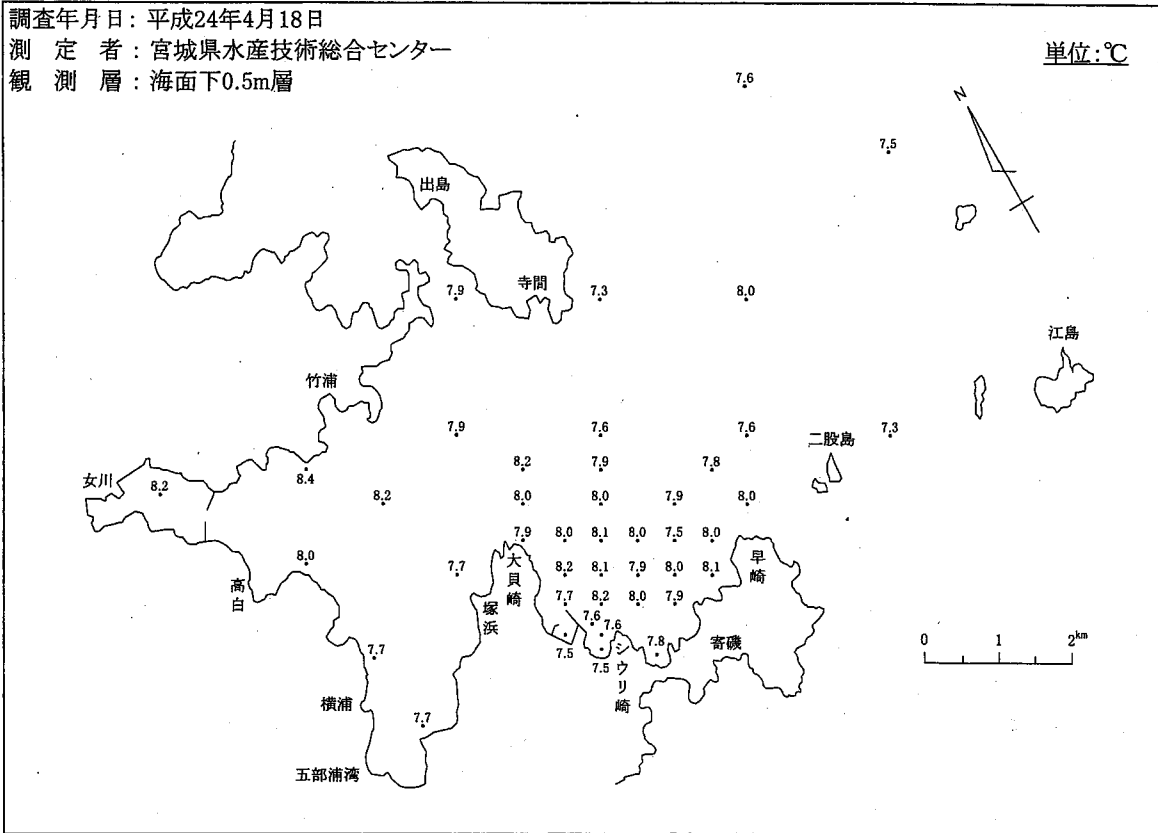 調査年月日：平成24年4月18日
測 定 者：宮城県水産技術総合センター
観 測 層：海面下0.5m層
単位：℃
7.6
N
7.5
出島
寺間
7.9
7.3
8.0
江島
竹浦
7.9
7.6
7.6
7.3
二股島
8.2
7.9
7.8
女川
8.2
8.4
8.2
8.0
8.0
7.9
8.0
7.9
8.0
8.1
8.0
7.5
8.0
8.0
7.7
大貝崎
8.2
8.1
7.9
8.0
8.1
早崎
高白
塚浜
7.7
8.2
8.0
7.9
7.6
7.6
7.5
7.5
シウリ崎
7.8
寄磯
0
2km
7.7
横浦
7.7
五部浦湾